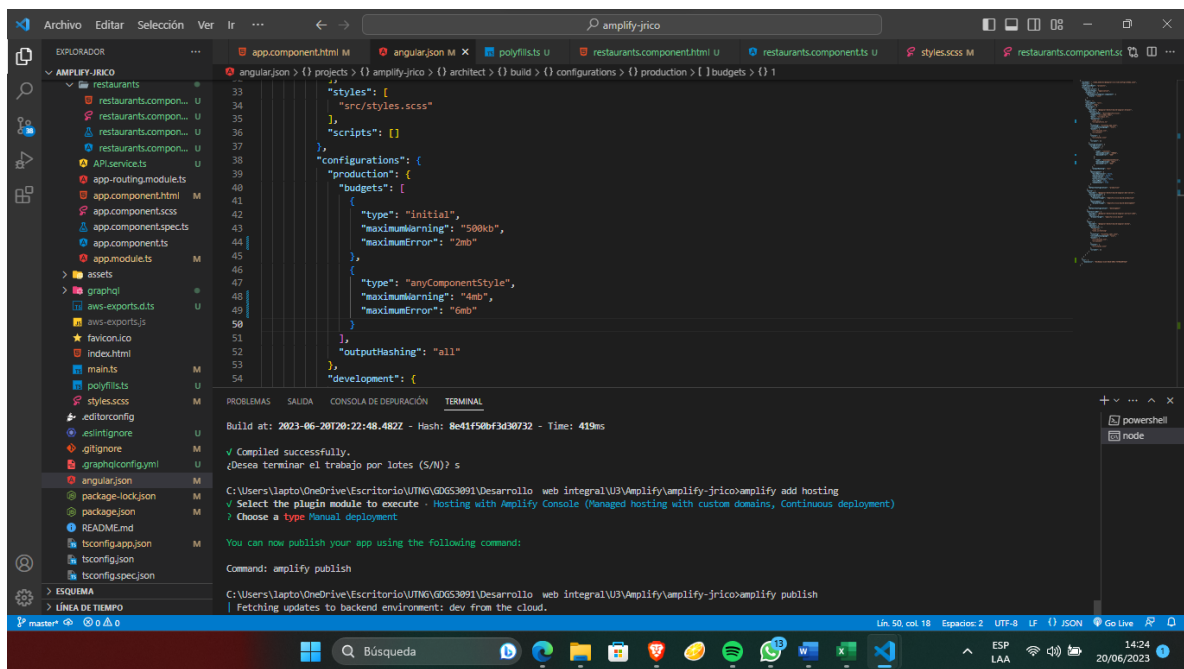 Archivo Editar Selección Ver Ir ···
amplify-jrico
EXPLORADOR ···
AMPLIFY-JRICO
restaurants
restaurants.compon... U
restaurants.compon... U
restaurants.compon... U
restaurants.compon... U
API.service.ts U
app-routing.module.ts
app.component.html M
app.component.scss
app.component.spec.ts
app.component.ts
app.module.ts M
assets
graphql
aws-exports.d.ts U
aws-exports.js
favicon.ico
index.html
main.ts M
polyfills.ts U
styles.scss M
.editorconfig
.eslintignore U
.gitignore M
.graphqlconfig.yml U
angular.json M
package-lock.json M
package.json M
README.md
tsconfig.app.json M
tsconfig.json
tsconfig.spec.json
ESQUEMA
LÍNEA DE TIEMPO
app.component.html M angular.json M polyfills.ts U restaurants.component.html U restaurants.component.ts U styles.scss M restaurants.component.sc
angular.json > {} projects > {} amplify-jrico > {} architect > {} build > {} configurations > {} production > [ ] budgets > {} 1
33 "styles": [
34 "src/styles.scss"
35 ],
36 "scripts": []
37 },
38 "configurations": {
39 "production": {
40 "budgets": [
41 {
42 "type": "initial",
43 "maximumWarning": "500kb",
44 "maximumError": "2mb"
45 },
46 {
47 "type": "anyComponentStyle",
48 "maximumWarning": "4mb",
49 "maximumError": "6mb"
50 }
51 ],
52 "outputHashing": "all"
53 },
54 "development": {
PROBLEMAS SALIDA CONSOLA DE DEPURACIÓN TERMINAL
powershell
node
Build at: 2023-06-20T20:22:48.482Z - Hash: 8e41f50bf3d30732 - Time: 419ms
√ Compiled successfully.
¿Desea terminar el trabajo por lotes (S/N)? s
C:\Users\lapto\OneDrive\Escritorio\UTNG\GDGS3091\Desarrollo  web integral\U3\Amplify\amplify-jrico>amplify add hosting
√ Select the plugin module to execute · Hosting with Amplify Console (Managed hosting with custom domains, Continuous deployment)
? Choose a type Manual deployment
You can now publish your app using the following command:
Command: amplify publish
C:\Users\lapto\OneDrive\Escritorio\UTNG\GDGS3091\Desarrollo  web integral\U3\Amplify\amplify-jrico>amplify publish
| Fetching updates to backend environment: dev from the cloud.
master* 0 0 Lín. 50, col. 18 Espacios: 2 UTF-8 LF {} JSON Go Live
Búsqueda
13
ESP
LAA
14:24
20/06/2023
1